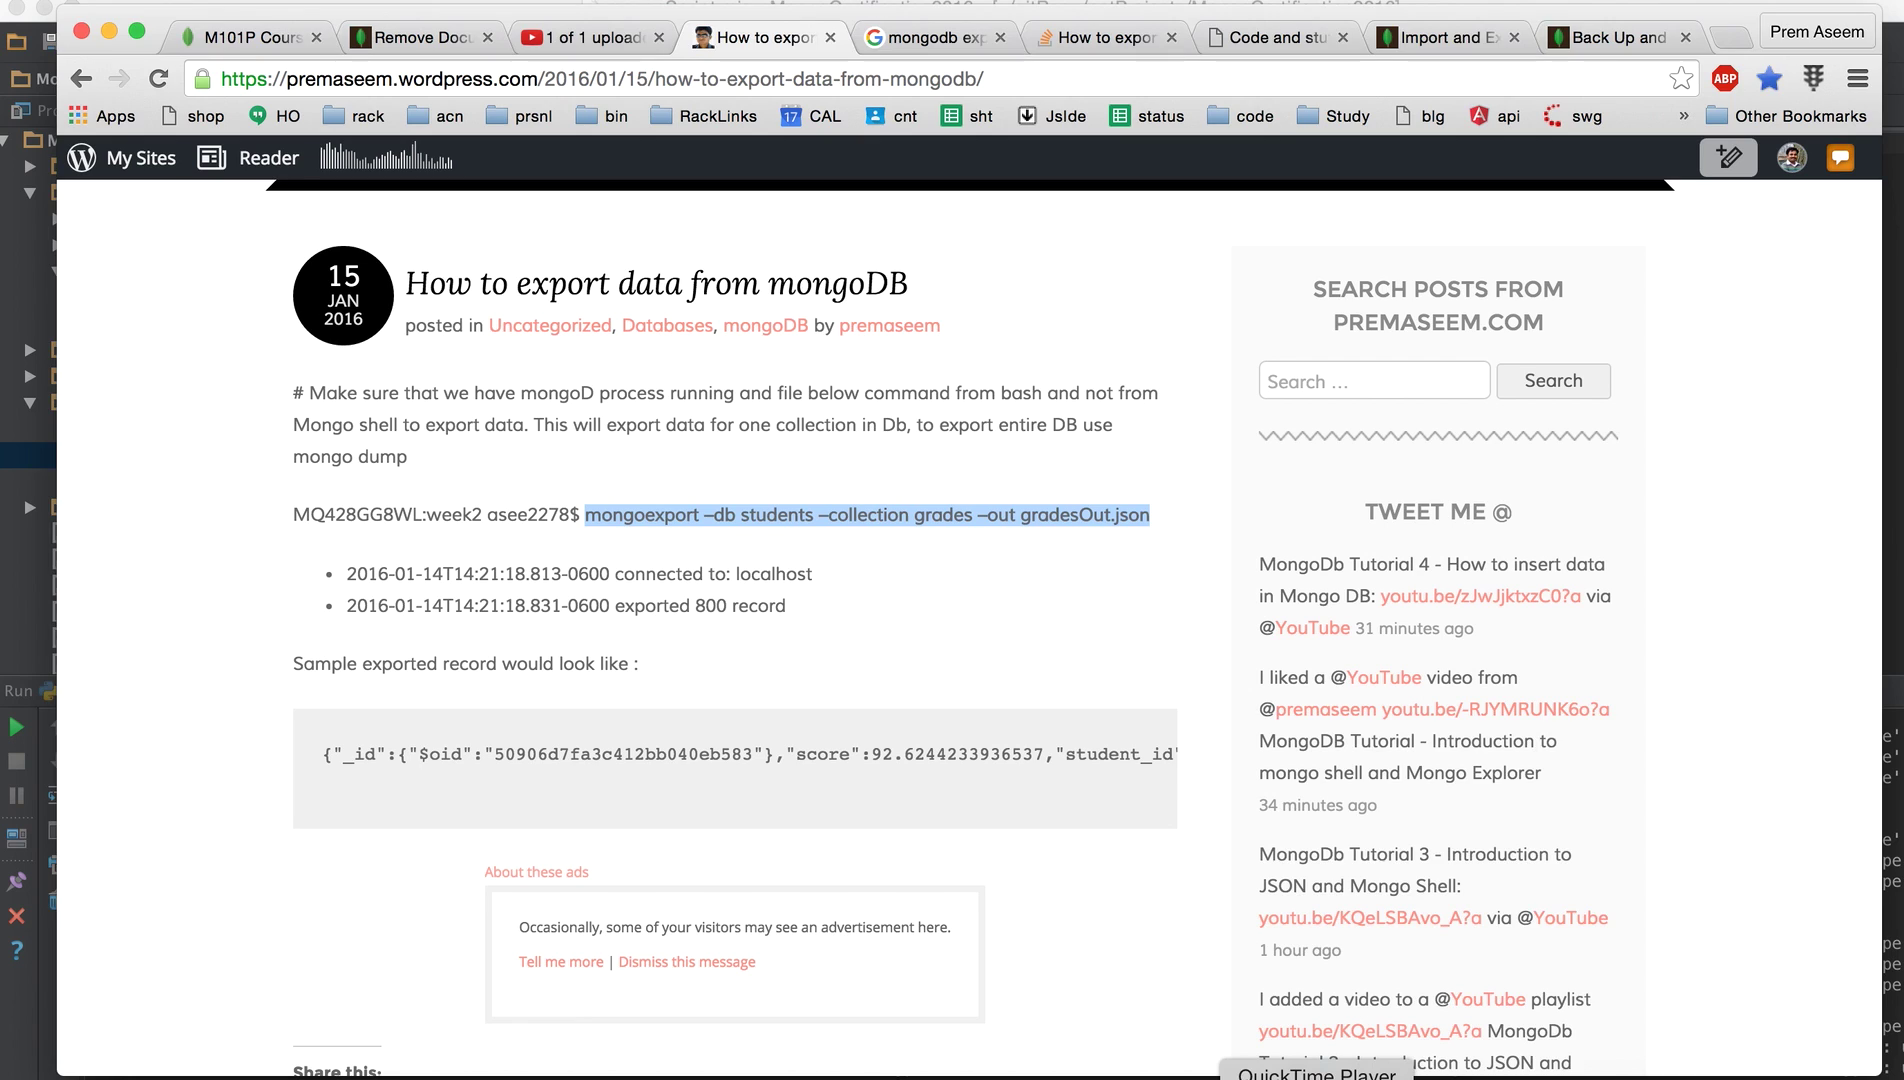 M101P Cours
Remove Docu
1 of 1 upload
How to expor
mongodb exp
How to expor
Code and stu
Import and Ex
Back Up and
Prem Aseem
https://premaseem.wordpress.com/2016/01/15/how-to-export-data-from-mongodb/
ABP
Apps shop HO rack acn prsnl bin RackLinks 17 CAL cnt sht JsIde status code Study blg api swg » Other Bookmarks
My Sites Reader
15
JAN
2016
How to export data from mongoDB
posted in Uncategorized, Databases, mongoDB by premaseem
# Make sure that we have mongoD process running and file below command from bash and not from
Mongo shell to export data. This will export data for one collection in Db, to export entire DB use
mongo dump
MQ428GG8WL:week2 asee2278$ mongoexport –db students –collection grades –out gradesOut.json
• 2016-01-14T14:21:18.813-0600 connected to: localhost
• 2016-01-14T14:21:18.831-0600 exported 800 record
Sample exported record would look like :
{"_id":{"$oid":"50906d7fa3c412bb040eb583"},"score":92.6244233936537,"student_id"
About these ads
Occasionally, some of your visitors may see an advertisement here.
Tell me more | Dismiss this message
Share this:
SEARCH POSTS FROM
PREMASEEM.COM
Search …
Search
TWEET ME @
MongoDb Tutorial 4 - How to insert data
in Mongo DB: youtu.be/zJwJjktxzC0?a via
@YouTube 31 minutes ago
I liked a @YouTube video from
@premaseem youtu.be/-RJYMRUNK6o?a
MongoDB Tutorial - Introduction to
mongo shell and Mongo Explorer
34 minutes ago
MongoDb Tutorial 3 - Introduction to
JSON and Mongo Shell:
youtu.be/KQeLSBAvo_A?a via @YouTube
1 hour ago
I added a video to a @YouTube playlist
youtu.be/KQeLSBAvo_A?a MongoDb
QuickTime Player
Run